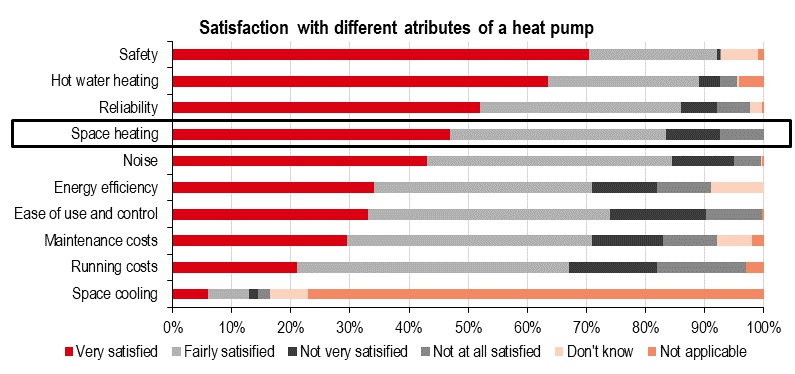 Satisfaction with different atributes of a heat pump
Safety
Hot water heating
Reliability
Space heating
Noise
Energy efficiency
Ease of use and control
Maintenance costs
Running costs
Space cooling
0% 10% 20% 30% 40% 50% 60% 70% 80% 90% 100%
Very satisfied Fairly satisfied Not very satisfied Not at all satisfied Don't know Not applicable